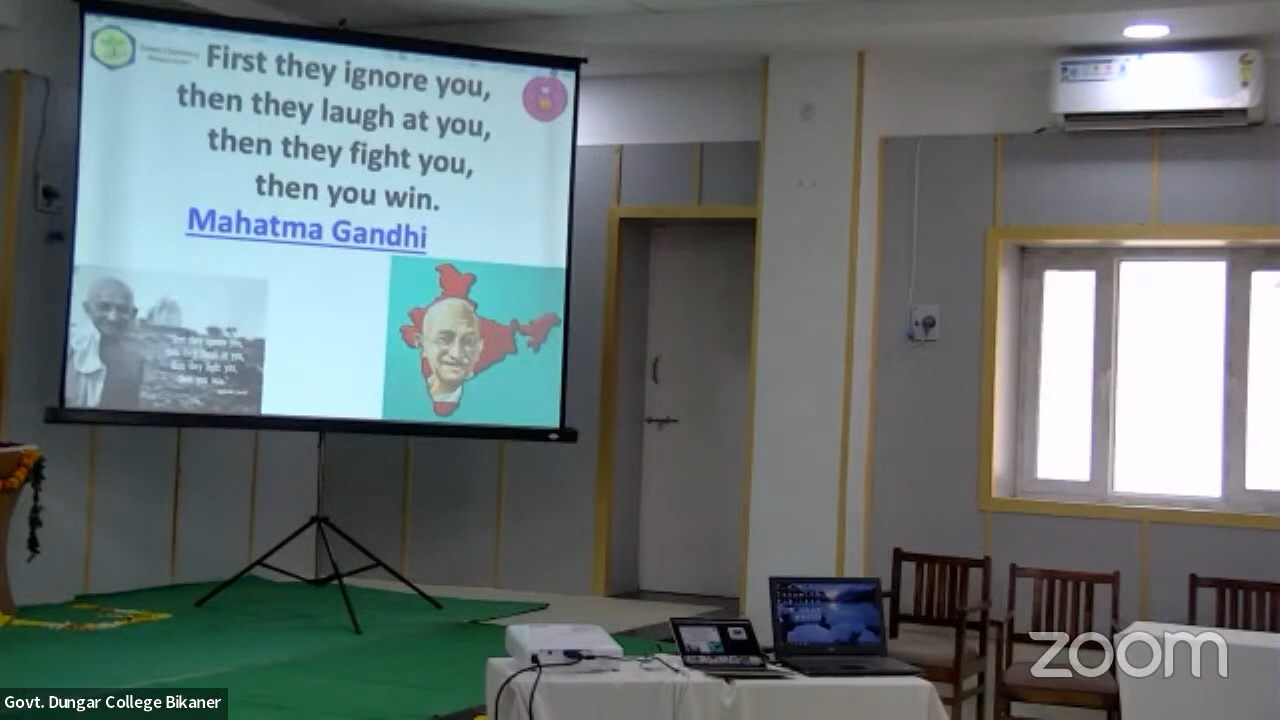 First they ignore you,
then they laugh at you,
then they fight you,
then you win.
Mahatma Gandhi
zoom
Govt. Dungar College Bikaner